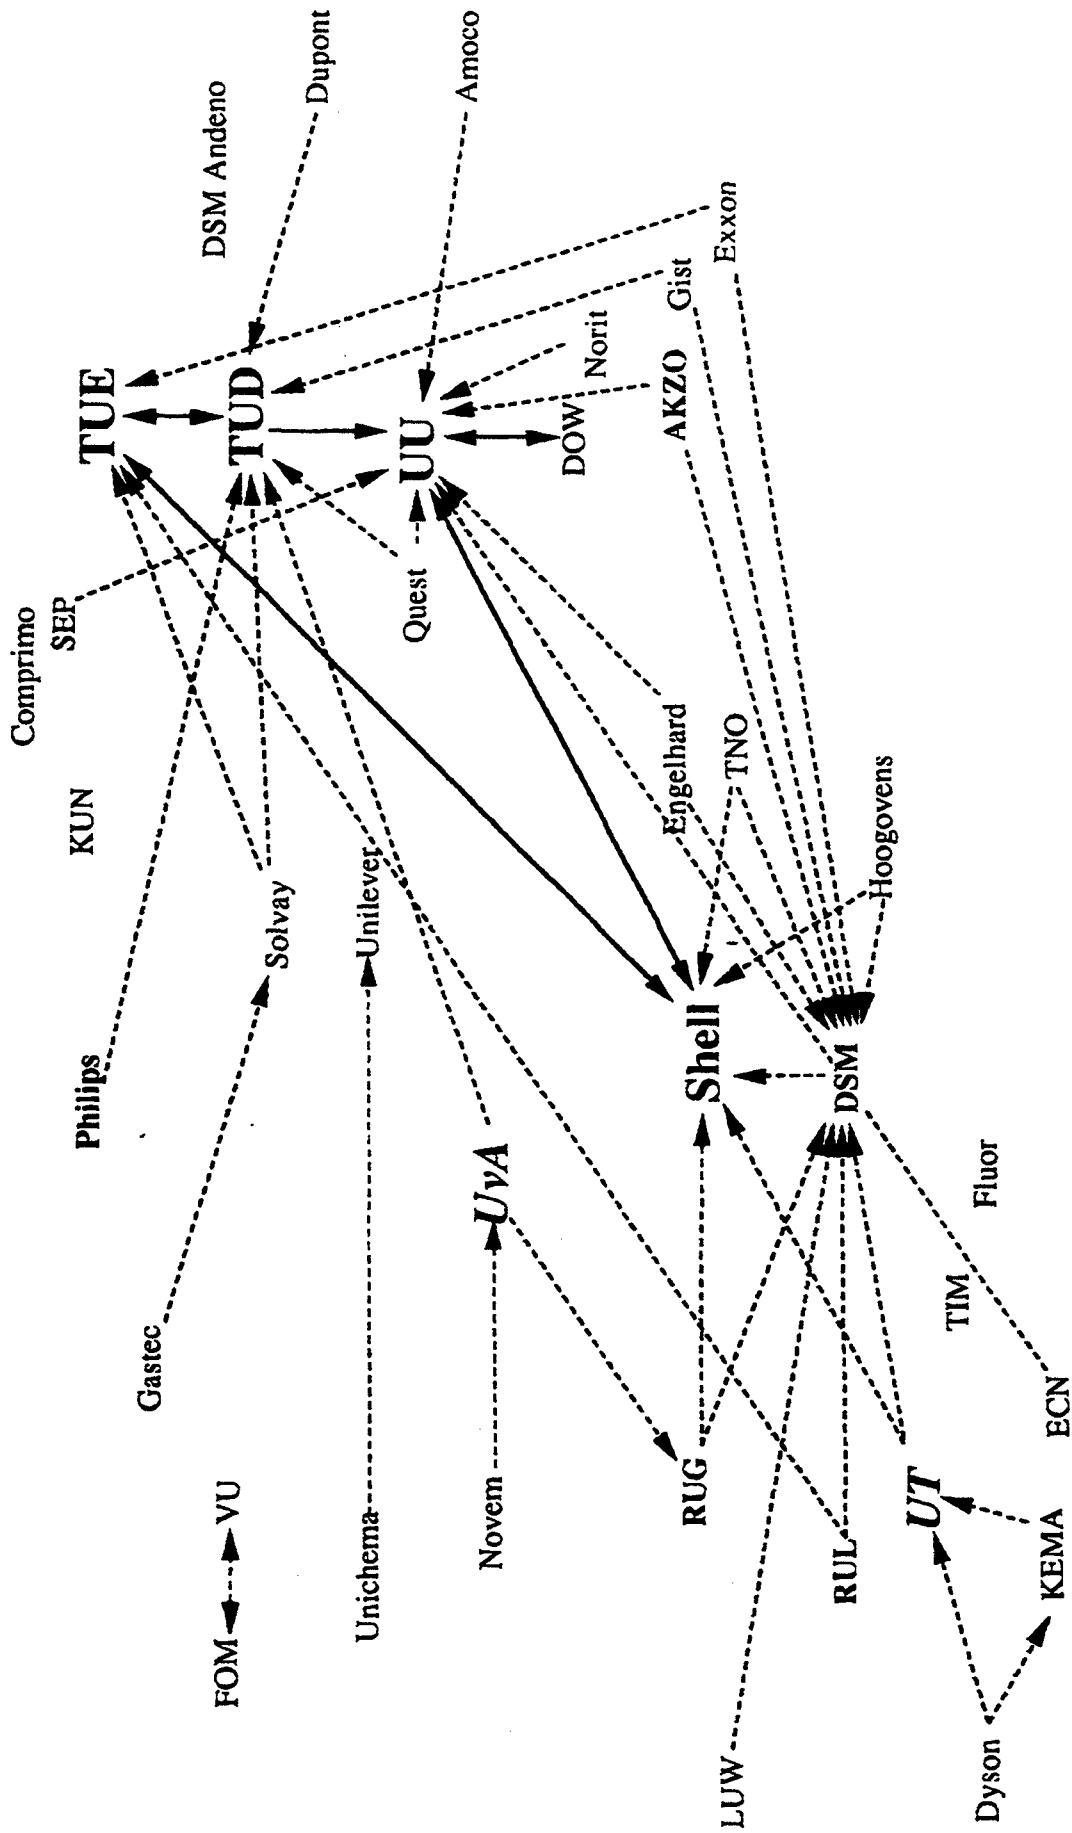 Comprimo
SEP
KUN
Philips
Gastec
FOM
VU
TUE
TUD
DSM Andeno
Dupont
Solvay
Unilever
Unichema
UU
Amoco
Quest
DOW
Norit
UvA
Novem
AKZO
Gist
Exxon
Engelhard
TNO
Hoogovens
Shell
DSM
RUG
RUL
LUW
UT
Fluor
TIM
ECN
KEMA
Dyson